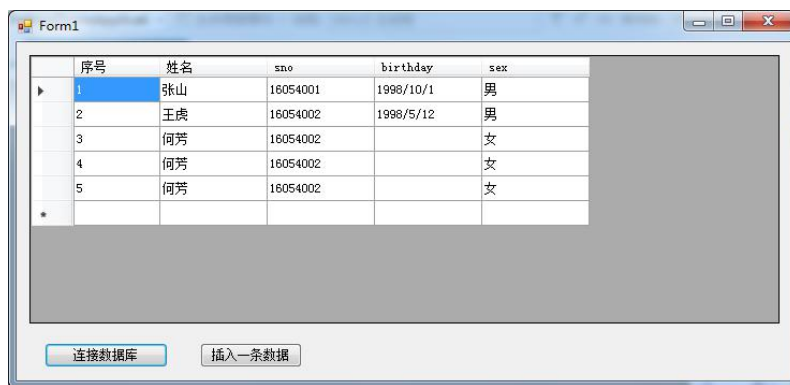 Form1
序号 姓名 sno birthday sex
1 张山 16054001 1998/10/1 男
2 王虎 16054002 1998/5/12 男
3 何芳 16054002 女
4 何芳 16054002 女
5 何芳 16054002 女
连接数据库 插入一条数据